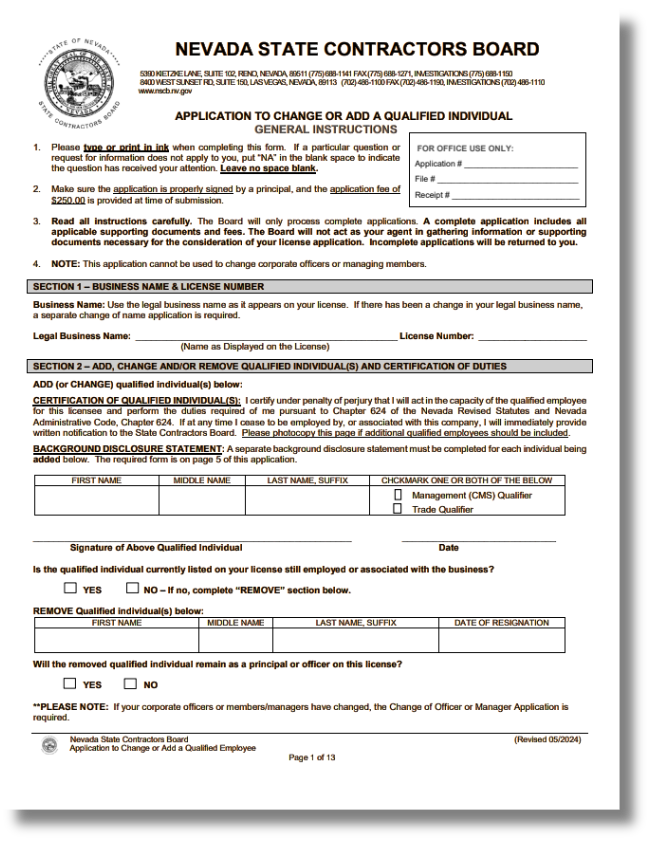 STATE OF NEVADA
STATE CONTRACTORS BOARD
NEVADA STATE CONTRACTORS BOARD
5390 KIETZKE LANE, SUITE 102, RENO, NEVADA, 89511 (775) 688-1141 FAX (775) 688-1271, INVESTIGATIONS (775) 688-1150
8400 WEST SUNSET RD, SUITE 150, LAS VEGAS, NEVADA, 89113 (702) 486-1100 FAX (702) 486-1190, INVESTIGATIONS (702) 486-1110
www.nscb.nv.gov
APPLICATION TO CHANGE OR ADD A QUALIFIED INDIVIDUAL
GENERAL INSTRUCTIONS
1. Please type or print in ink when completing this form. If a particular question or
request for information does not apply to you, put “NA” in the blank space to indicate
the question has received your attention. Leave no space blank.
2. Make sure the application is properly signed by a principal, and the application fee of
$250.00 is provided at time of submission.
FOR OFFICE USE ONLY:
Application #
File #
Receipt #
3. Read all instructions carefully. The Board will only process complete applications. A complete application includes all
applicable supporting documents and fees. The Board will not act as your agent in gathering information or supporting
documents necessary for the consideration of your license application. Incomplete applications will be returned to you.
4. NOTE: This application cannot be used to change corporate officers or managing members.
SECTION 1 – BUSINESS NAME & LICENSE NUMBER
Business Name: Use the legal business name as it appears on your license. If there has been a change in your legal business name,
a separate change of name application is required.
Legal Business Name: License Number:
(Name as Displayed on the License)
SECTION 2 – ADD, CHANGE AND/OR REMOVE QUALIFIED INDIVIDUAL(S) AND CERTIFICATION OF DUTIES
ADD (or CHANGE) qualified individual(s) below:
CERTIFICATION OF QUALIFIED INDIVIDUAL(S): I certify under penalty of perjury that I will act in the capacity of the qualified employee
for this licensee and perform the duties required of me pursuant to Chapter 624 of the Nevada Revised Statutes and Nevada
Administrative Code, Chapter 624. If at any time I cease to be employed by, or associated with this company, I will immediately provide
written notification to the State Contractors Board. Please photocopy this page if additional qualified employees should be included.
BACKGROUND DISCLOSURE STATEMENT: A separate background disclosure statement must be completed for each individual being
added below. The required form is on page 5 of this application.
FIRST NAME MIDDLE NAME LAST NAME, SUFFIX CHCKMARK ONE OR BOTH OF THE BELOW
Management (CMS) Qualifier
Trade Qualifier
Signature of Above Qualified Individual Date
Is the qualified individual currently listed on your license still employed or associated with the business?
YES NO – If no, complete “REMOVE” section below.
REMOVE Qualified individual(s) below:
FIRST NAME MIDDLE NAME LAST NAME, SUFFIX DATE OF RESIGNATION
Will the removed qualified individual remain as a principal or officer on this license?
YES NO
**PLEASE NOTE: If your corporate officers or members/managers have changed, the Change of Officer or Manager Application is
required.
Nevada State Contractors Board (Revised 05/2024)
Application to Change or Add a Qualified Employee
Page 1 of 13